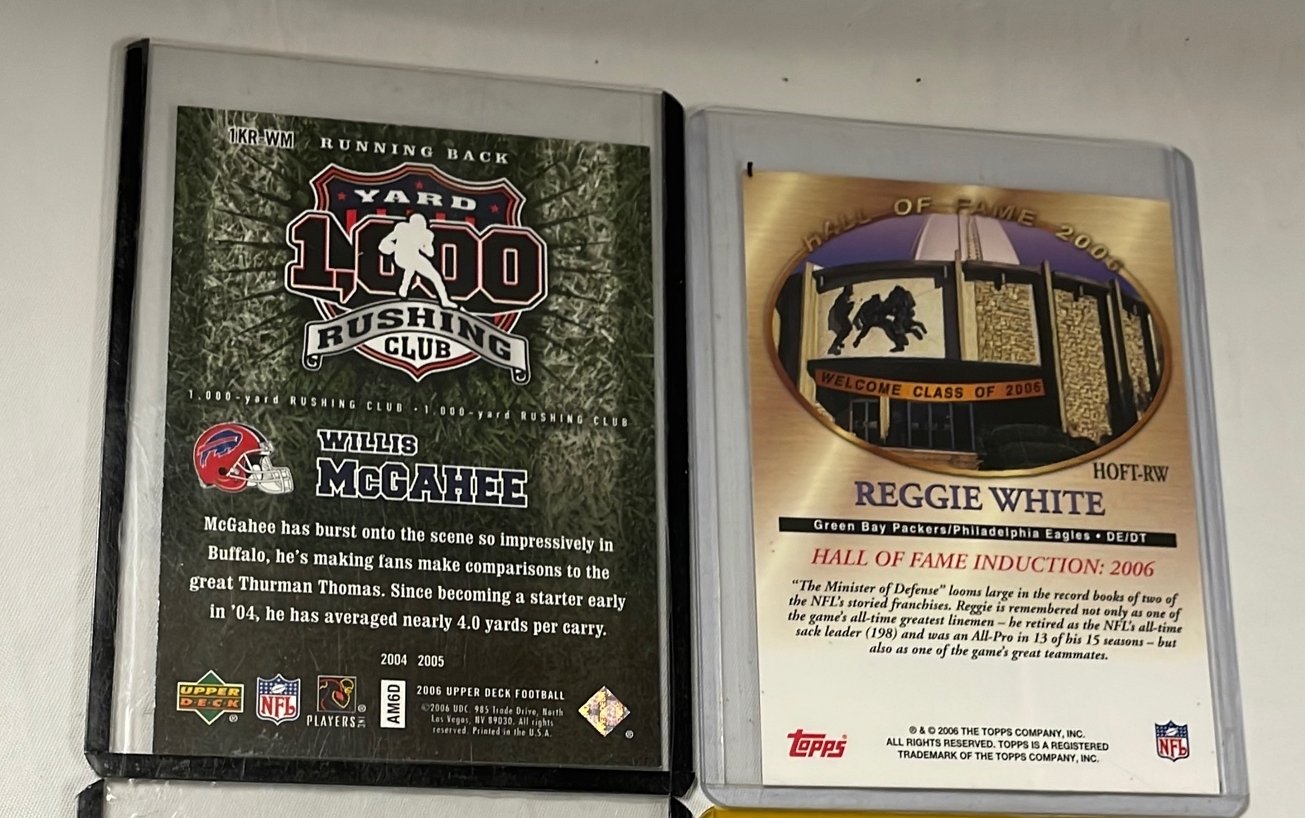 1KR-WM
RUNNING BACK
YARD
1,000
RUSHING
CLUB
1,000-yard RUSHING CLUB · 1,000-yard RUSHING CLUB
WILLIS
McGAHEE
McGahee has burst onto the scene so impressively in
Buffalo, he's making fans make comparisons to the
great Thurman Thomas. Since becoming a starter early
in '04, he has averaged nearly 4.0 yards per carry.
2004 2005
UPPER
D·E·C·K
®
NFL
PLAYERS INC
®
AM6D
2006 UPPER DECK FOOTBALL
©2006 UDC. 985 Trade Drive, North
Las Vegas, NV 89030. All rights
reserved. Printed in the U.S.A.
®
HALL OF FAME 2006
WELCOME CLASS OF 2006
HOFT-RW
REGGIE WHITE
Green Bay Packers/Philadelphia Eagles • DE/DT
HALL OF FAME INDUCTION: 2006
"The Minister of Defense" looms large in the record books of two of
the NFL's storied franchises. Reggie is remembered not only as one of
the game's all-time greatest linemen – he retired as the NFL's all-time
sack leader (198) and was an All-Pro in 13 of his 15 seasons – but
also as one of the game's great teammates.
topps®
® & © 2006 THE TOPPS COMPANY, INC.
ALL RIGHTS RESERVED. TOPPS IS A REGISTERED
TRADEMARK OF THE TOPPS COMPANY, INC.
NFL